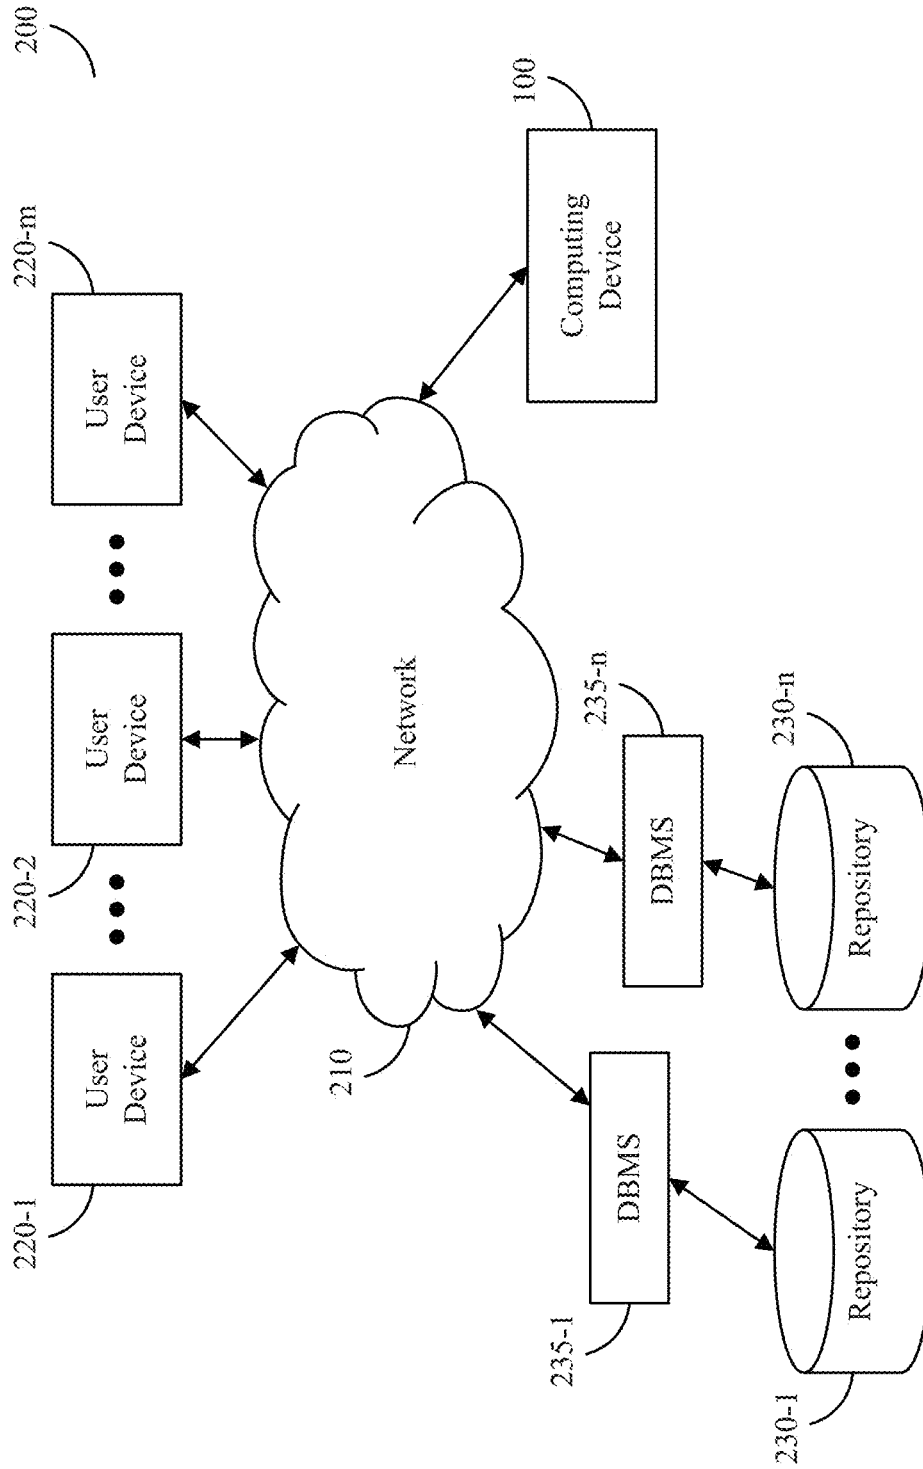 200
220-1
User
Device
220-2
User
Device
220-m
User
Device
210
Network
100
Computing
Device
235-1
DBMS
235-n
DBMS
230-1
Repository
230-n
Repository